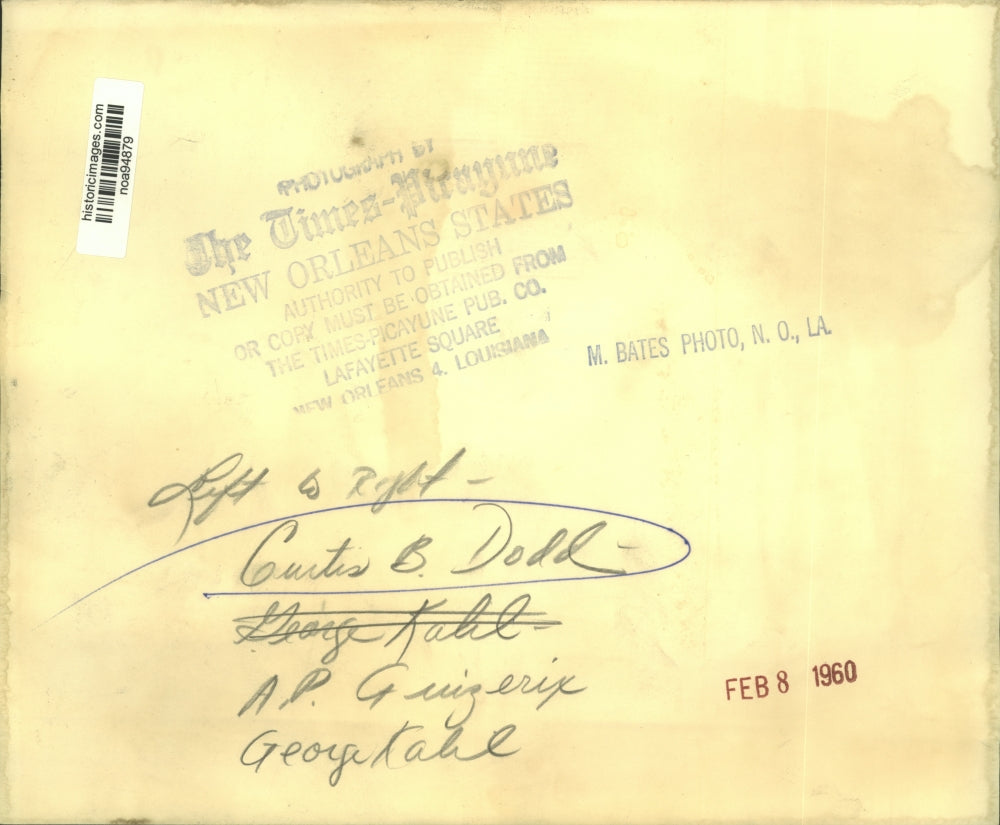 historicimages.com
noa94879
PHOTOGRAPH BY
The Times-Picayune
NEW ORLEANS STATES
AUTHORITY TO PUBLISH
OR COPY MUST BE OBTAINED FROM
THE TIMES-PICAYUNE PUB. CO.
LAFAYETTE SQUARE
NEW ORLEANS 4, LOUISIANA
M. BATES PHOTO, N. O., LA.
Left to Right -
Curtis B. Dodd -
George Kahl -
A.P. Guizerix
George Kahl
FEB 8 1960